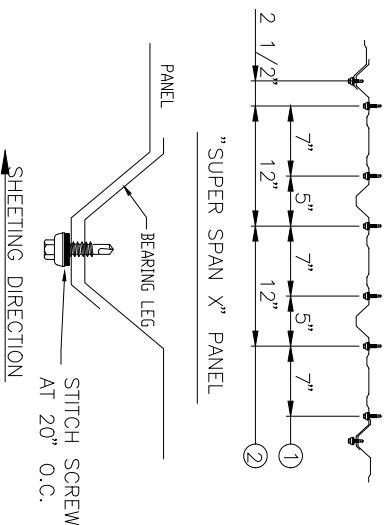 2 1/2"
7"
5"
7"
5"
7"
1
12"
12"
2
"SUPER SPAN X" PANEL
PANEL
BEARING LEG
STITCH SCREW
AT 20" O.C.
SHEETING DIRECTION